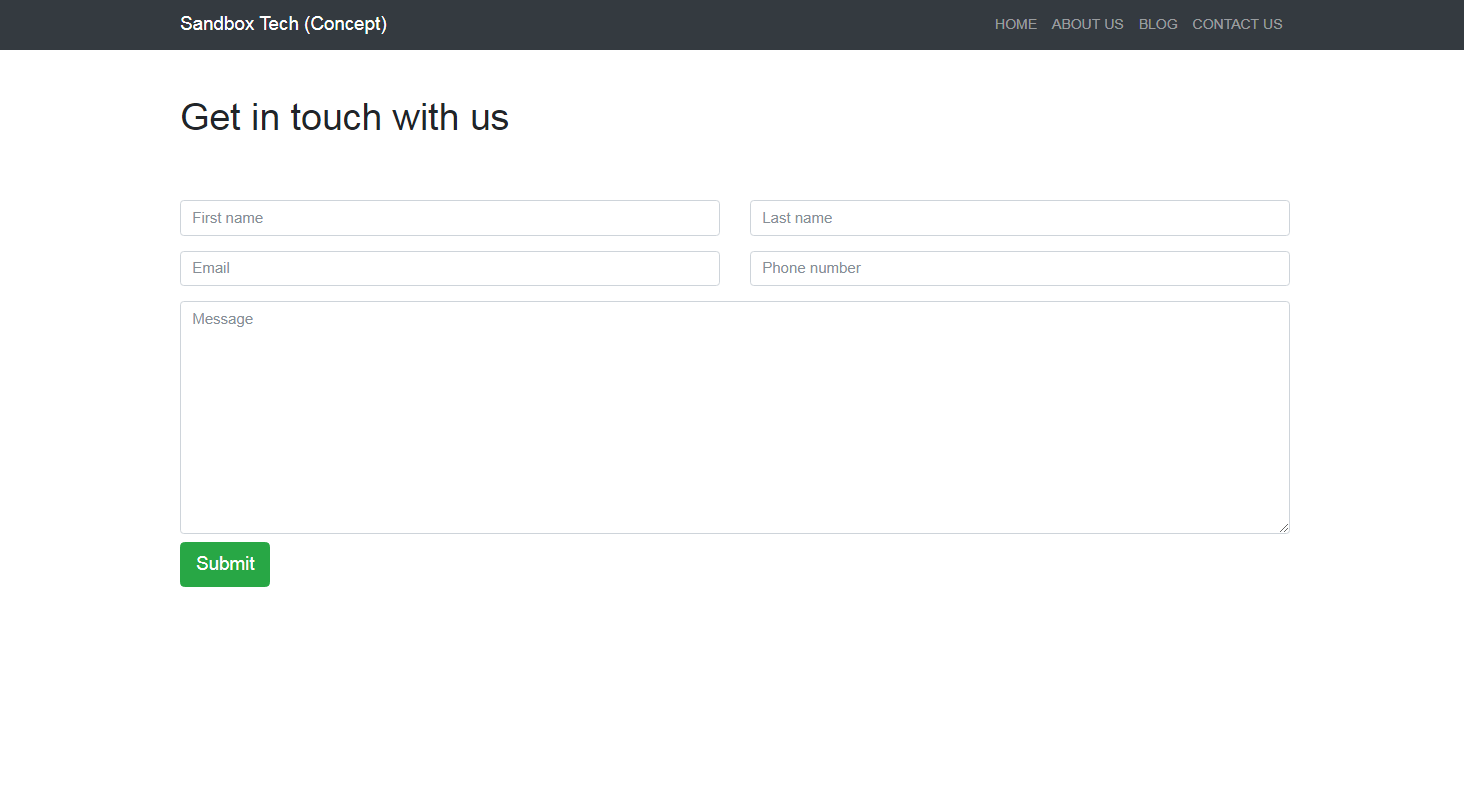 Sandbox Tech (Concept) HOME ABOUT US BLOG CONTACT US
Get in touch with us
First name Last name
Email Phone number
Message
Submit